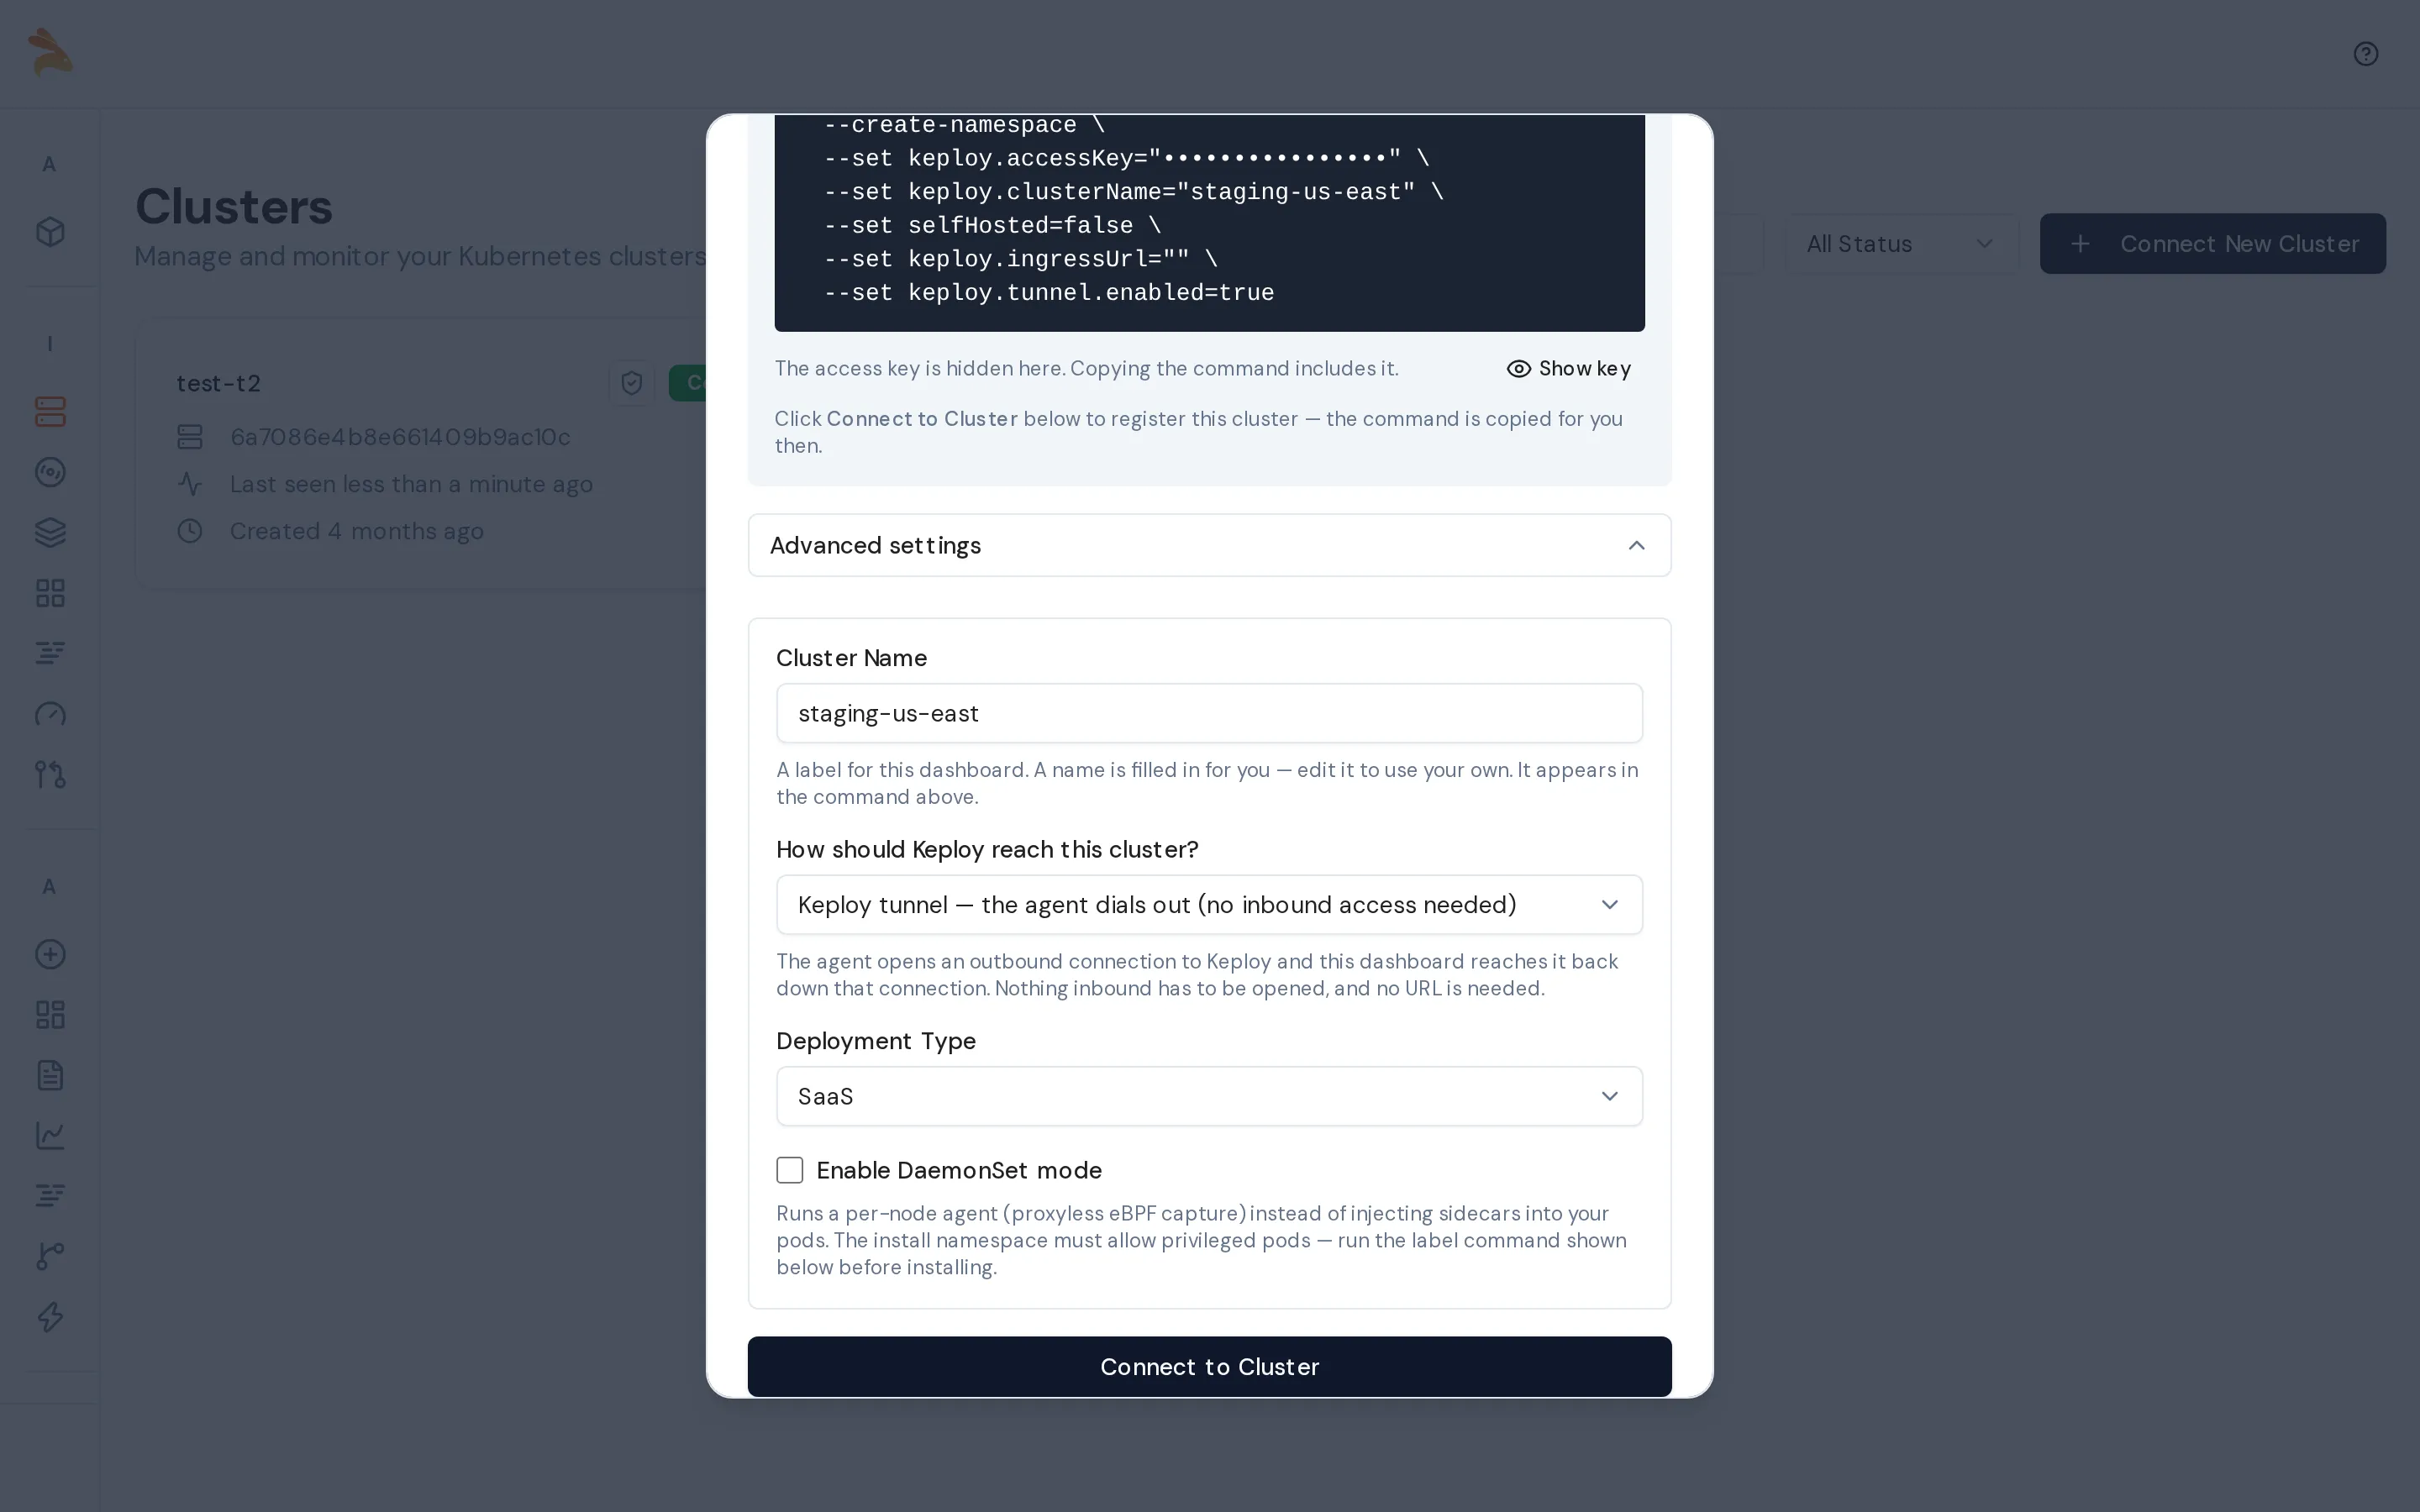 A
Clusters
Manage and monitor your Kubernetes clusters
All Status
Connect New Cluster
I
test-t2
6a7086e4b8e661409b9ac10c
Last seen less than a minute ago
Created 4 months ago
A
--create-namespace \
--set keploy.accessKey="••••••••••••••••" \
--set keploy.clusterName="staging-us-east" \
--set selfHosted=false \
--set keploy.ingressUrl="" \
--set keploy.tunnel.enabled=true
The access key is hidden here. Copying the command includes it.
Show key
Click Connect to Cluster below to register this cluster — the command is copied for you
then.
Advanced settings
Cluster Name
staging-us-east
A label for this dashboard. A name is filled in for you — edit it to use your own. It appears in
the command above.
How should Keploy reach this cluster?
Keploy tunnel — the agent dials out (no inbound access needed)
The agent opens an outbound connection to Keploy and this dashboard reaches it back
down that connection. Nothing inbound has to be opened, and no URL is needed.
Deployment Type
SaaS
Enable DaemonSet mode
Runs a per-node agent (proxyless eBPF capture) instead of injecting sidecars into your
pods. The install namespace must allow privileged pods — run the label command shown
below before installing.
Connect to Cluster